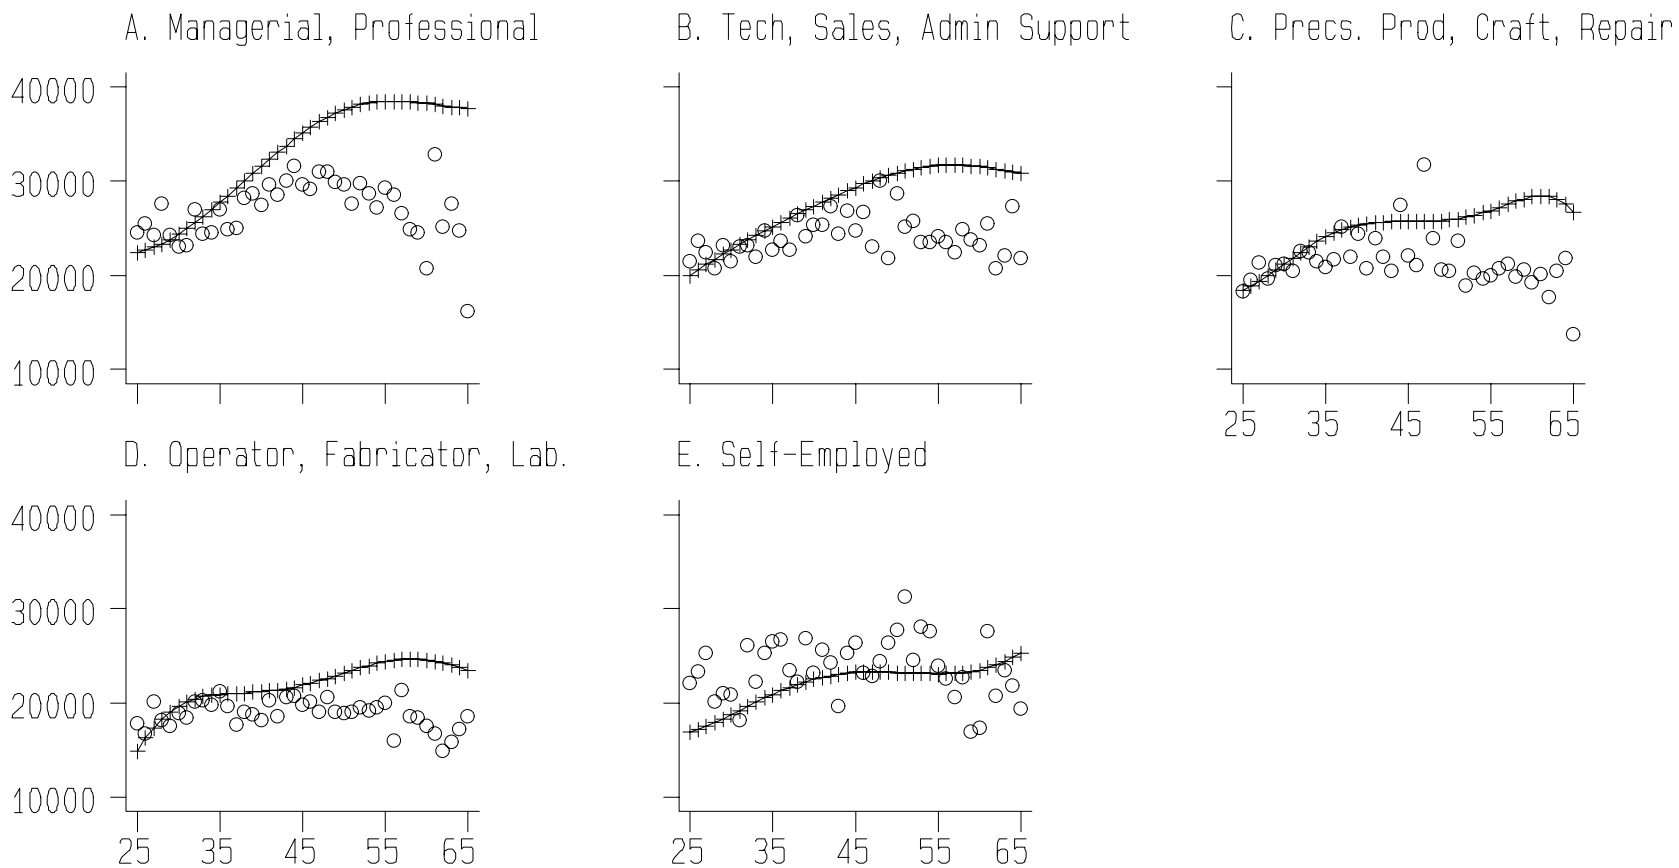 A. Managerial, Professional
B. Tech, Sales, Admin Support
C. Precs. Prod, Craft, Repair
40000
30000
20000
10000
25 35 45 55 65
D. Operator, Fabricator, Lab.
E. Self-Employed
40000
30000
20000
10000
25 35 45 55 65
25 35 45 55 65